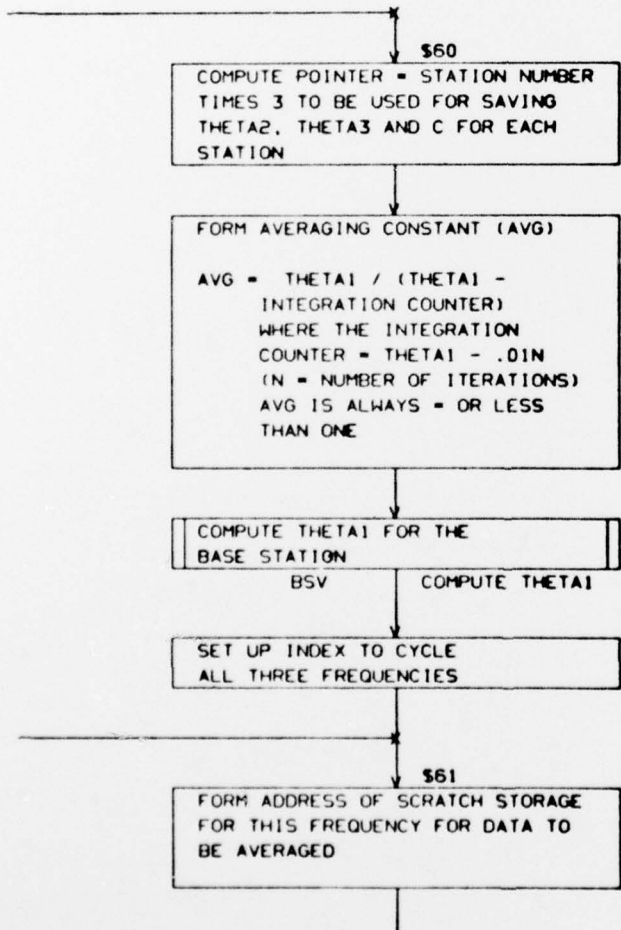 $60
COMPUTE POINTER = STATION NUMBER
TIMES 3 TO BE USED FOR SAVING
THETA2, THETA3 AND C FOR EACH
STATION
FORM AVERAGING CONSTANT (AVG)
AVG = THETA1 / (THETA1 -
INTEGRATION COUNTER)
WHERE THE INTEGRATION
COUNTER = THETA1 - .01N
(N = NUMBER OF ITERATIONS)
AVG IS ALWAYS = OR LESS
THAN ONE
COMPUTE THETA1 FOR THE
BASE STATION
BSV COMPUTE THETA1
SET UP INDEX TO CYCLE
ALL THREE FREQUENCIES
$61
FORM ADDRESS OF SCRATCH STORAGE
FOR THIS FREQUENCY FOR DATA TO
BE AVERAGED